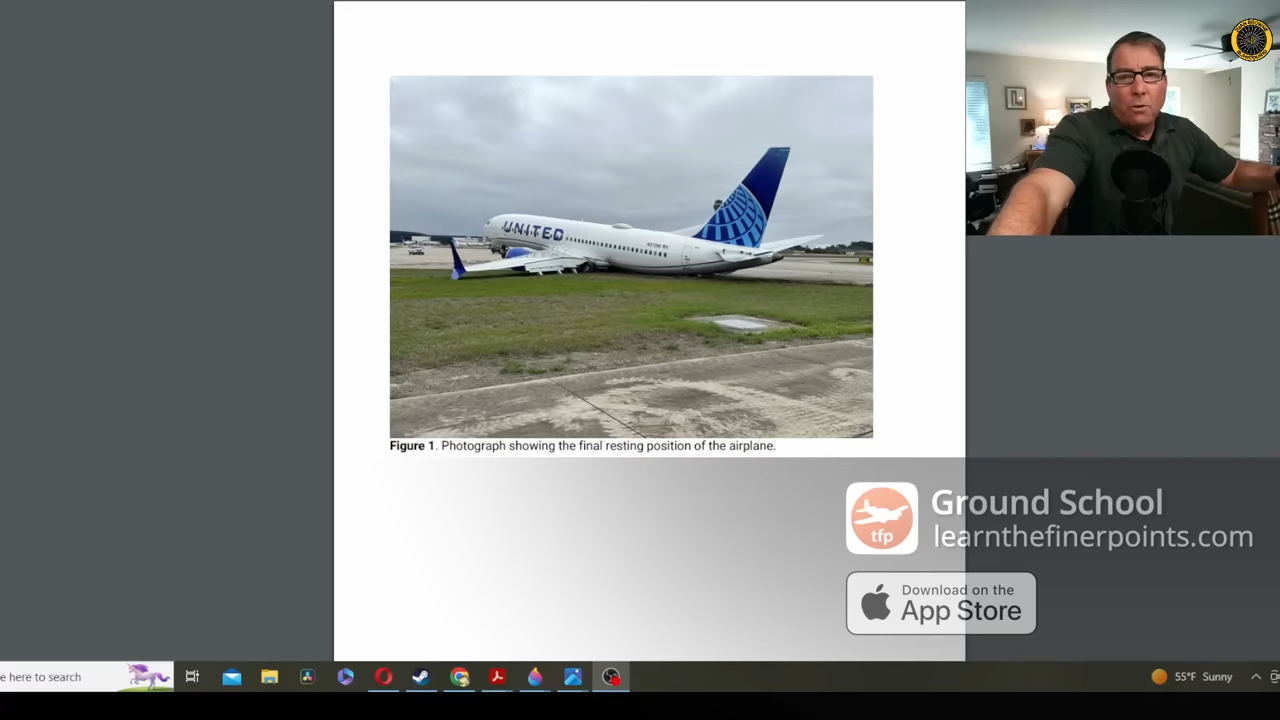 UNITED
Figure 1. Photograph showing the final resting position of the airplane.
Ground School
tfp
learnthefinerpoints.com
Download on the
App Store
e here to search
55°F Sunny